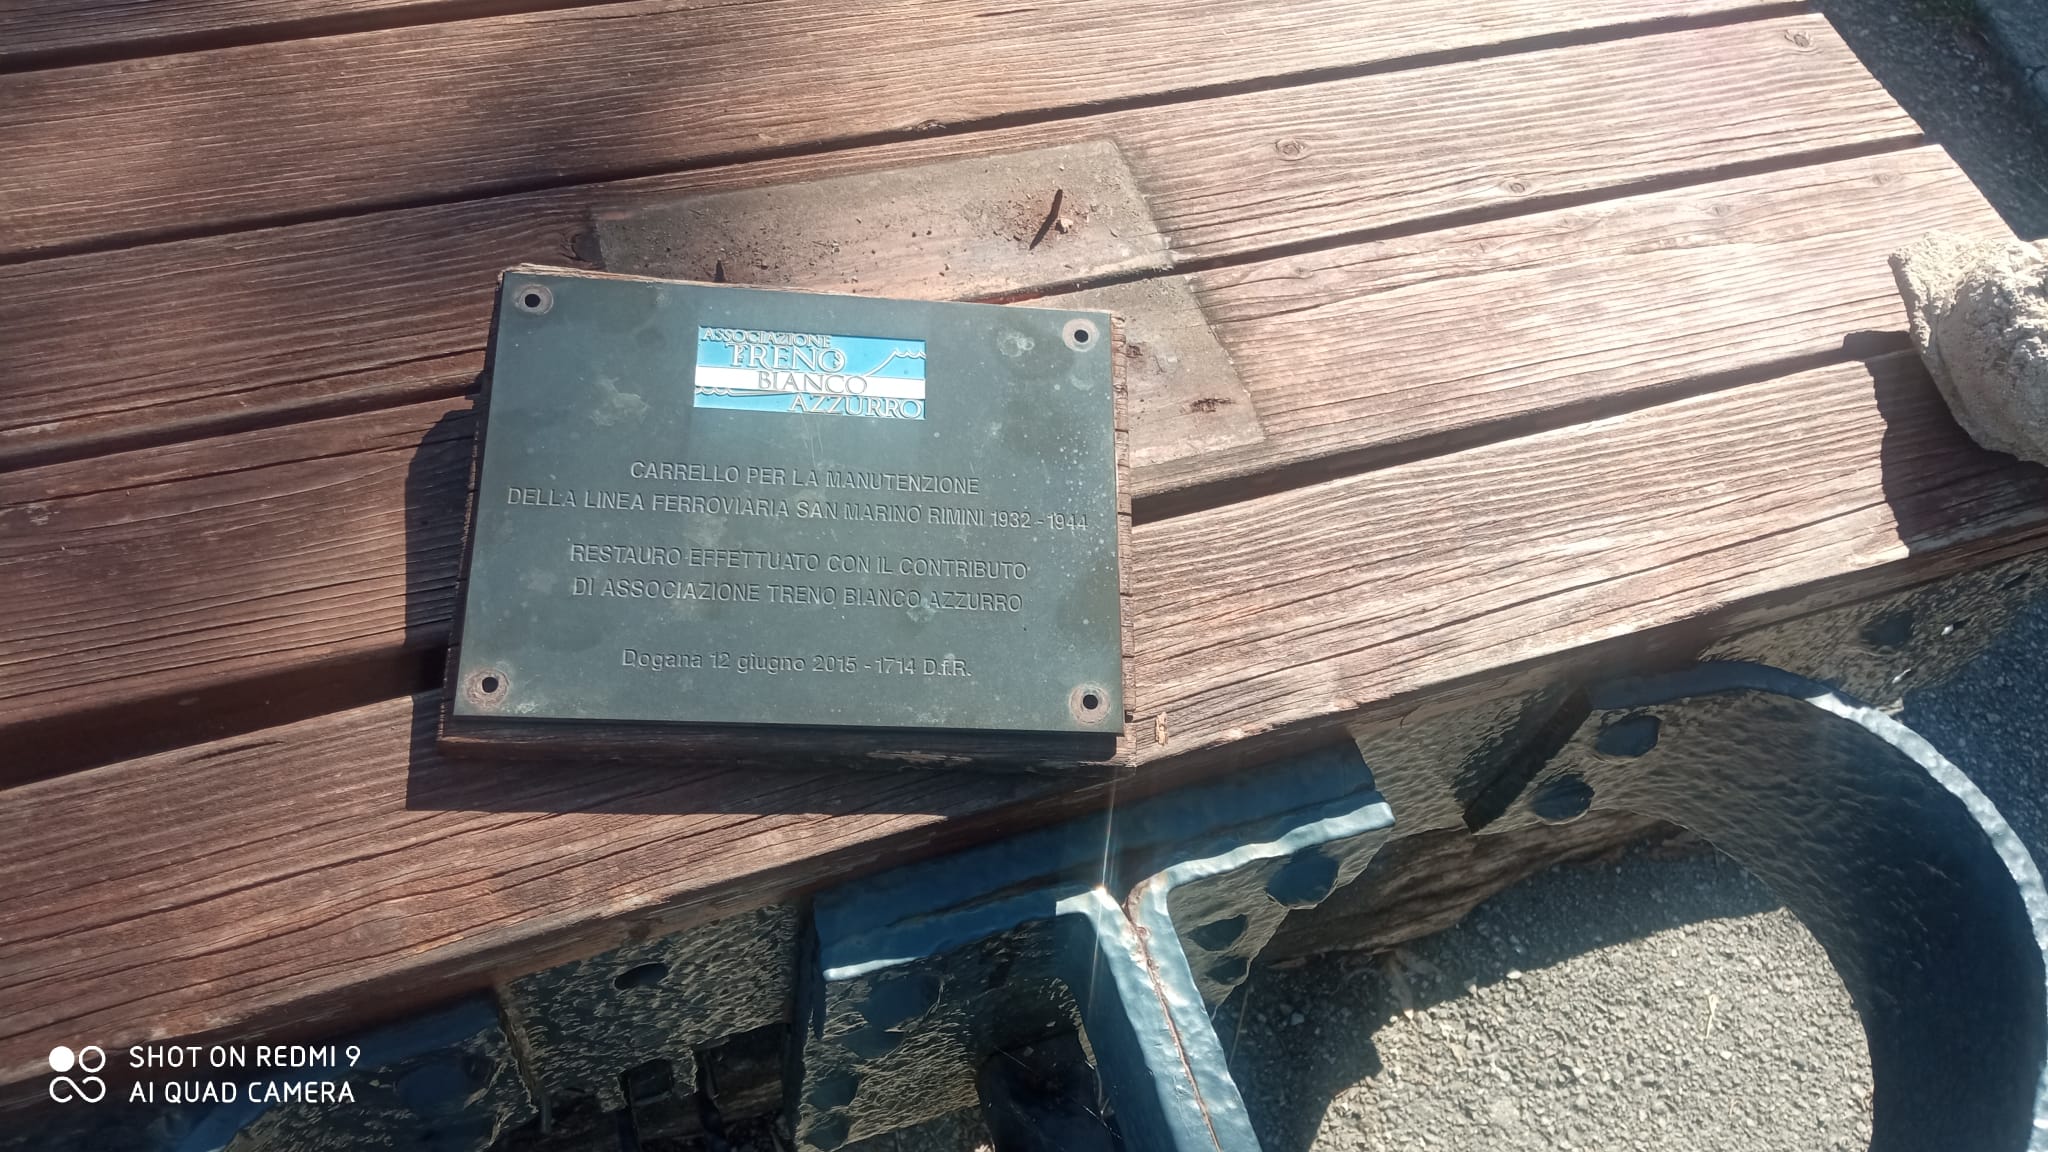 ASSOCIAZIONE
TRENO
BIANCO
AZZURRO
CARRELLO PER LA MANUTENZIONE
DELLA LINEA FERROVIARIA SAN MARINO RIMINI 1932 - 1944
RESTAURO EFFETTUATO CON IL CONTRIBUTO
DI ASSOCIAZIONE TRENO BIANCO AZZURRO
Dogana 12 giugno 2015 - 1714 D.f.R.
SHOT ON REDMI 9
AI QUAD CAMERA